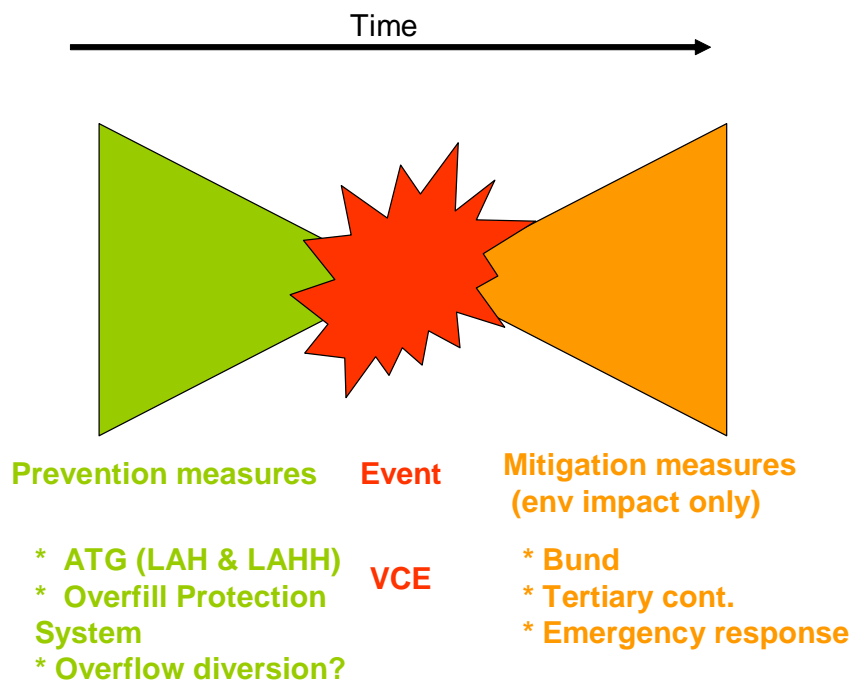 Time
Prevention measures
Event
Mitigation measures
(env impact only)
* ATG (LAH & LAHH)
* Overfill Protection
System
* Overflow diversion?
VCE
* Bund
* Tertiary cont.
* Emergency response